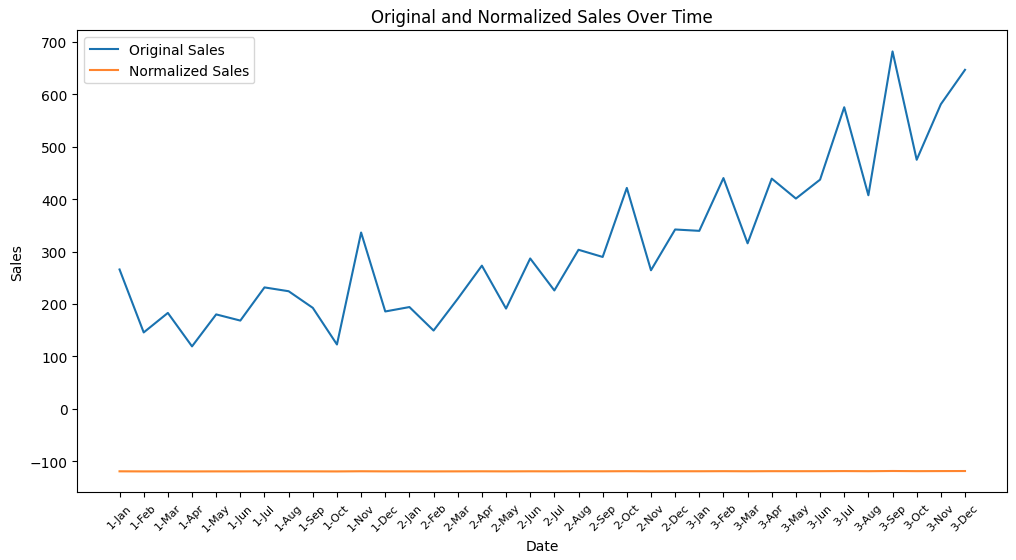 Original and Normalized Sales Over Time
Original Sales
Normalized Sales
Sales
700
600
500
400
300
200
100
0
−100
1-Jan
1-Feb
1-Mar
1-Apr
1-May
1-Jun
1-Jul
1-Aug
1-Sep
1-Oct
1-Nov
1-Dec
2-Jan
2-Feb
2-Mar
2-Apr
2-May
2-Jun
2-Jul
2-Aug
2-Sep
2-Oct
2-Nov
2-Dec
3-Jan
3-Feb
3-Mar
3-Apr
3-May
3-Jun
3-Jul
3-Aug
3-Sep
3-Oct
3-Nov
3-Dec
Date